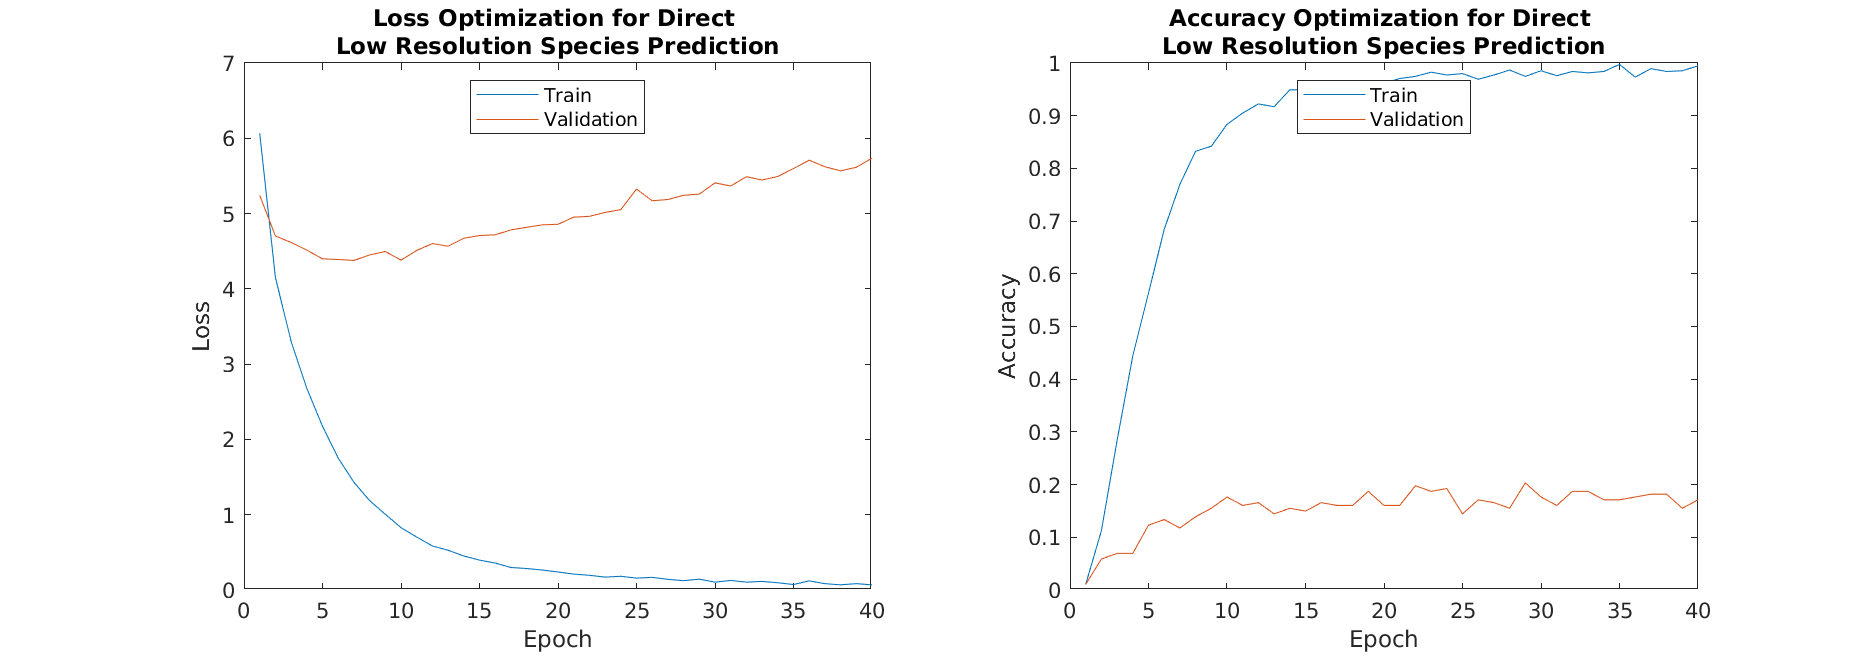 Loss Optimization for Direct
Low Resolution Species Prediction
7
6
5
4
3
2
1
0
Loss
Train
Validation
0 5 10 15 20 25 30 35 40
Epoch
Accuracy Optimization for Direct
Low Resolution Species Prediction
1
0.9
0.8
0.7
0.6
0.5
0.4
0.3
0.2
0.1
0
Accuracy
Train
Validation
0 5 10 15 20 25 30 35 40
Epoch